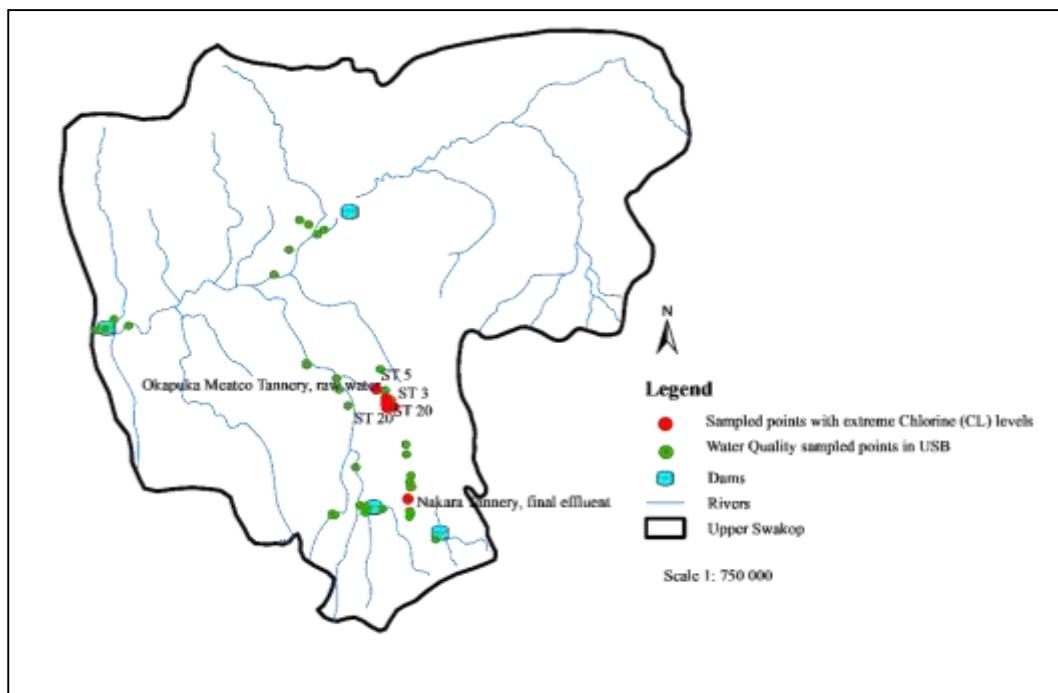 ST 5
Okapuka Meatco Tannery, raw water
ST 3
ST 20
ST 20
Nakara Tannery, final effluent
N
Legend
Sampled points with extreme Chlorine (CL) levels
Water Quality sampled points in USB
Dams
Rivers
Upper Swakop
Scale 1: 750 000